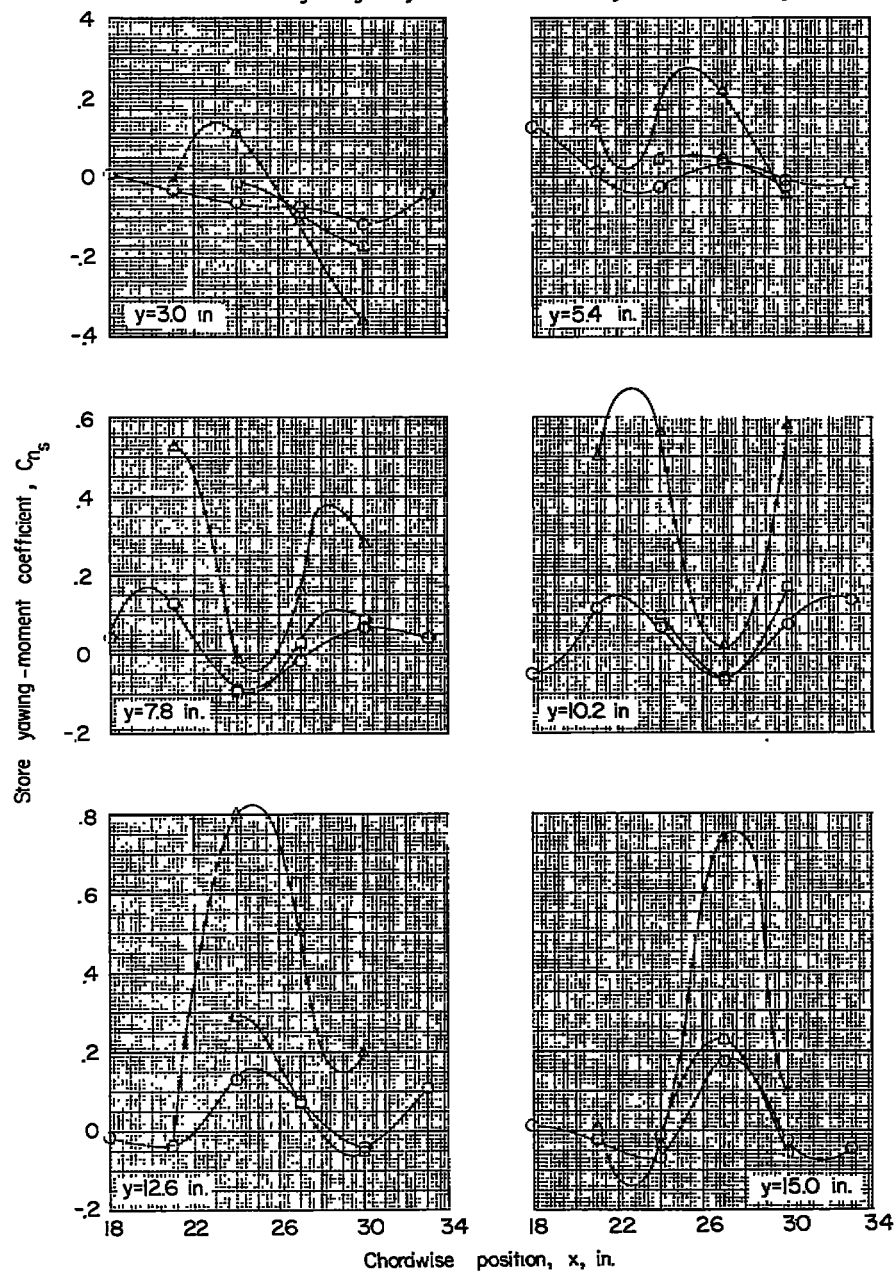 4
.2
0
-.2
-.4
y=3.0 in
y=5.4 in.
.6
.4
.2
0
-.2
y=7.8 in.
y=10.2 in
Store yawing-moment coefficient, Cns
.8
.6
.4
.2
0
-.2
y=12.6 in.
y=15.0 in.
18 22 26 30 34
18 22 26 30 34
Chordwise position, x, in.